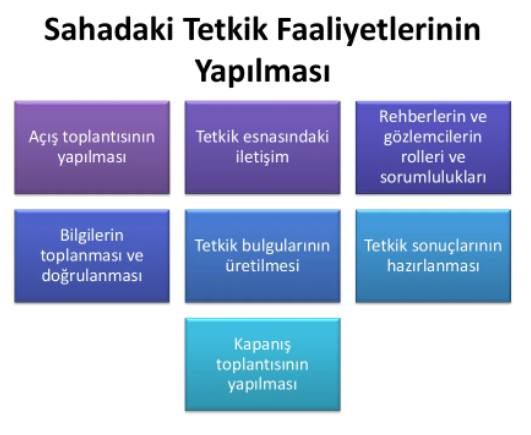 Sahadaki Tetkik Faaliyetlerinin
Yapılması
Açış toplantısının
yapılması
Tetkik esnasındaki
iletişim
Rehberlerin ve
gözlemcilerin
rolleri ve
sorumlulukları
Bilgilerin
toplanması ve
doğrulanması
Tetkik bulgularının
üretilmesi
Tetkik sonuçlarının
hazırlanması
Kapanış
toplantısının
yapılması